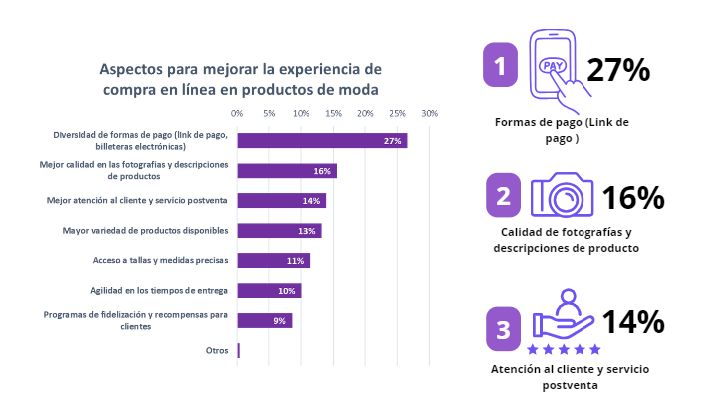 Aspectos para mejorar la experiencia de
compra en línea en productos de moda
0% 5% 10% 15% 20% 25% 30%
Diversidad de formas de pago (link de pago,
billeteras electrónicas)
27%
Mejor calidad en las fotografías y descripciones
de productos
16%
Mejor atención al cliente y servicio postventa
14%
Mayor variedad de productos disponibles
13%
Acceso a tallas y medidas precisas
11%
Agilidad en los tiempos de entrega
10%
Programas de fidelización y recompensas para
clientes
9%
Otros
1
PAY
27%
Formas de pago (Link de
pago )
2
16%
Calidad de fotografías y
descripciones de producto
3
14%
Atención al cliente y servicio
postventa